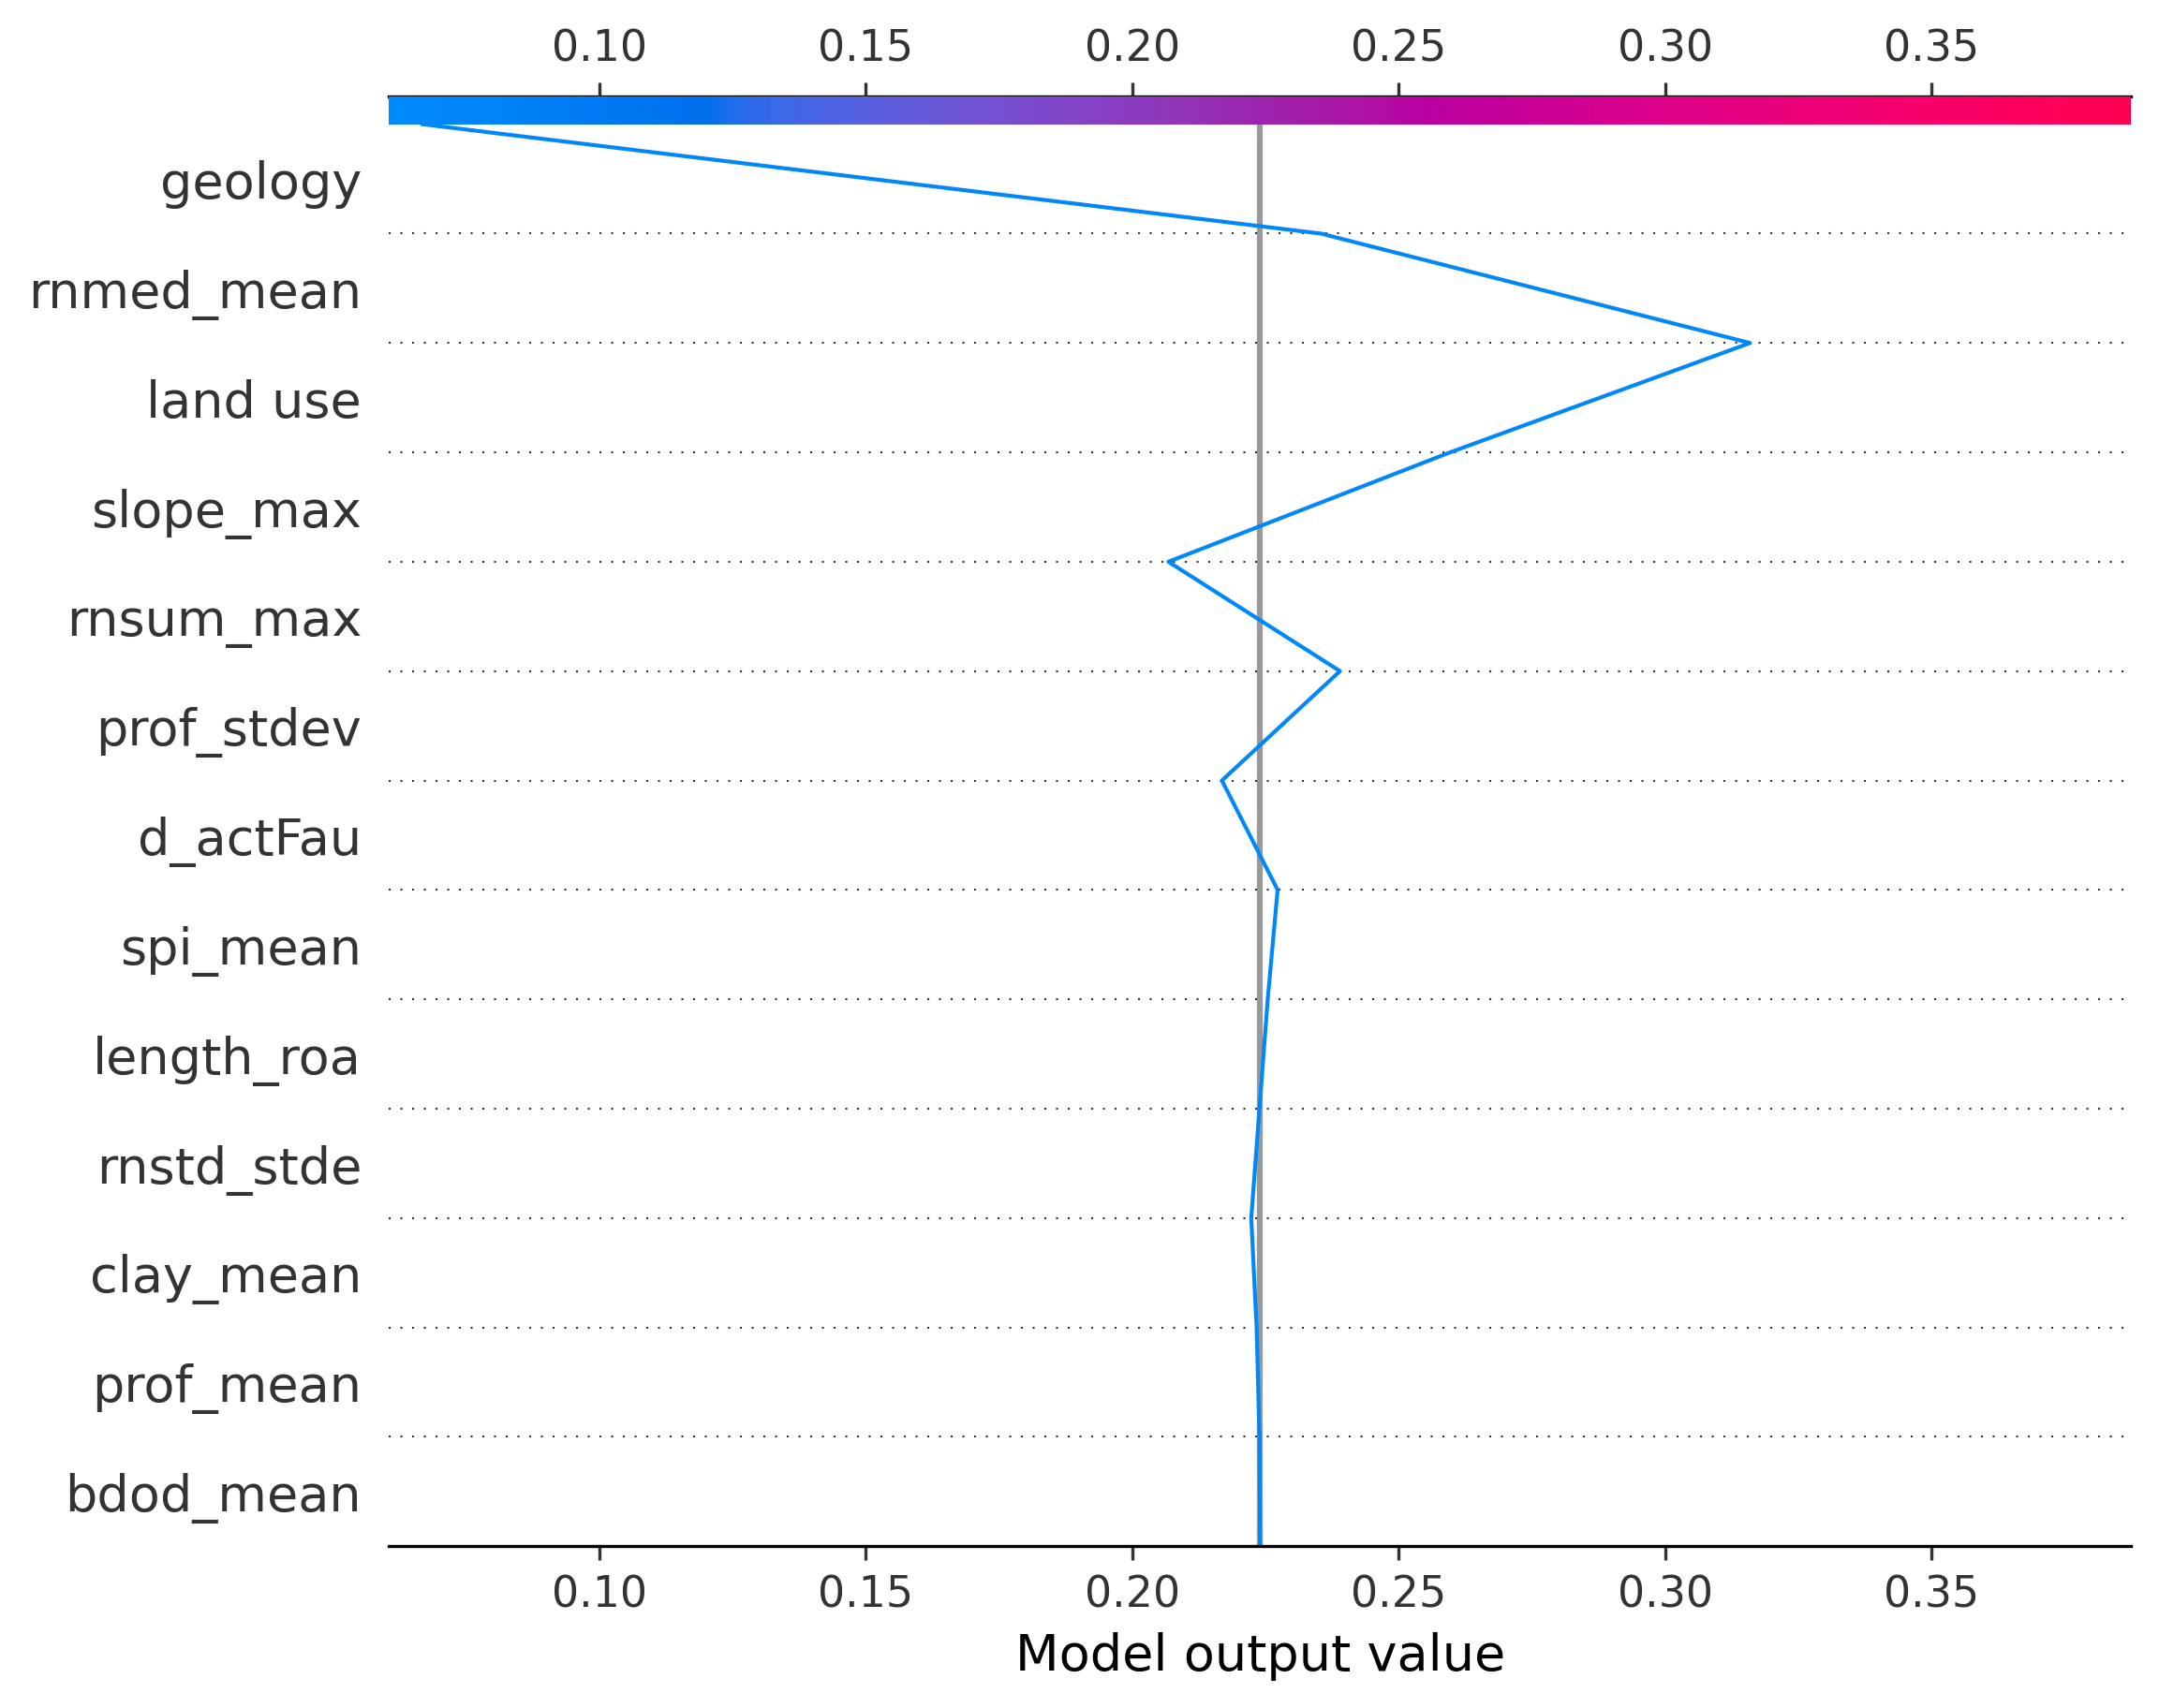 0.10 0.15 0.20 0.25 0.30 0.35
geology
rnmed_mean
land use
slope_max
rnsum_max
prof_stdev
d_actFau
spi_mean
length_roa
rnstd_stde
clay_mean
prof_mean
bdod_mean
0.10 0.15 0.20 0.25 0.30 0.35
Model output value